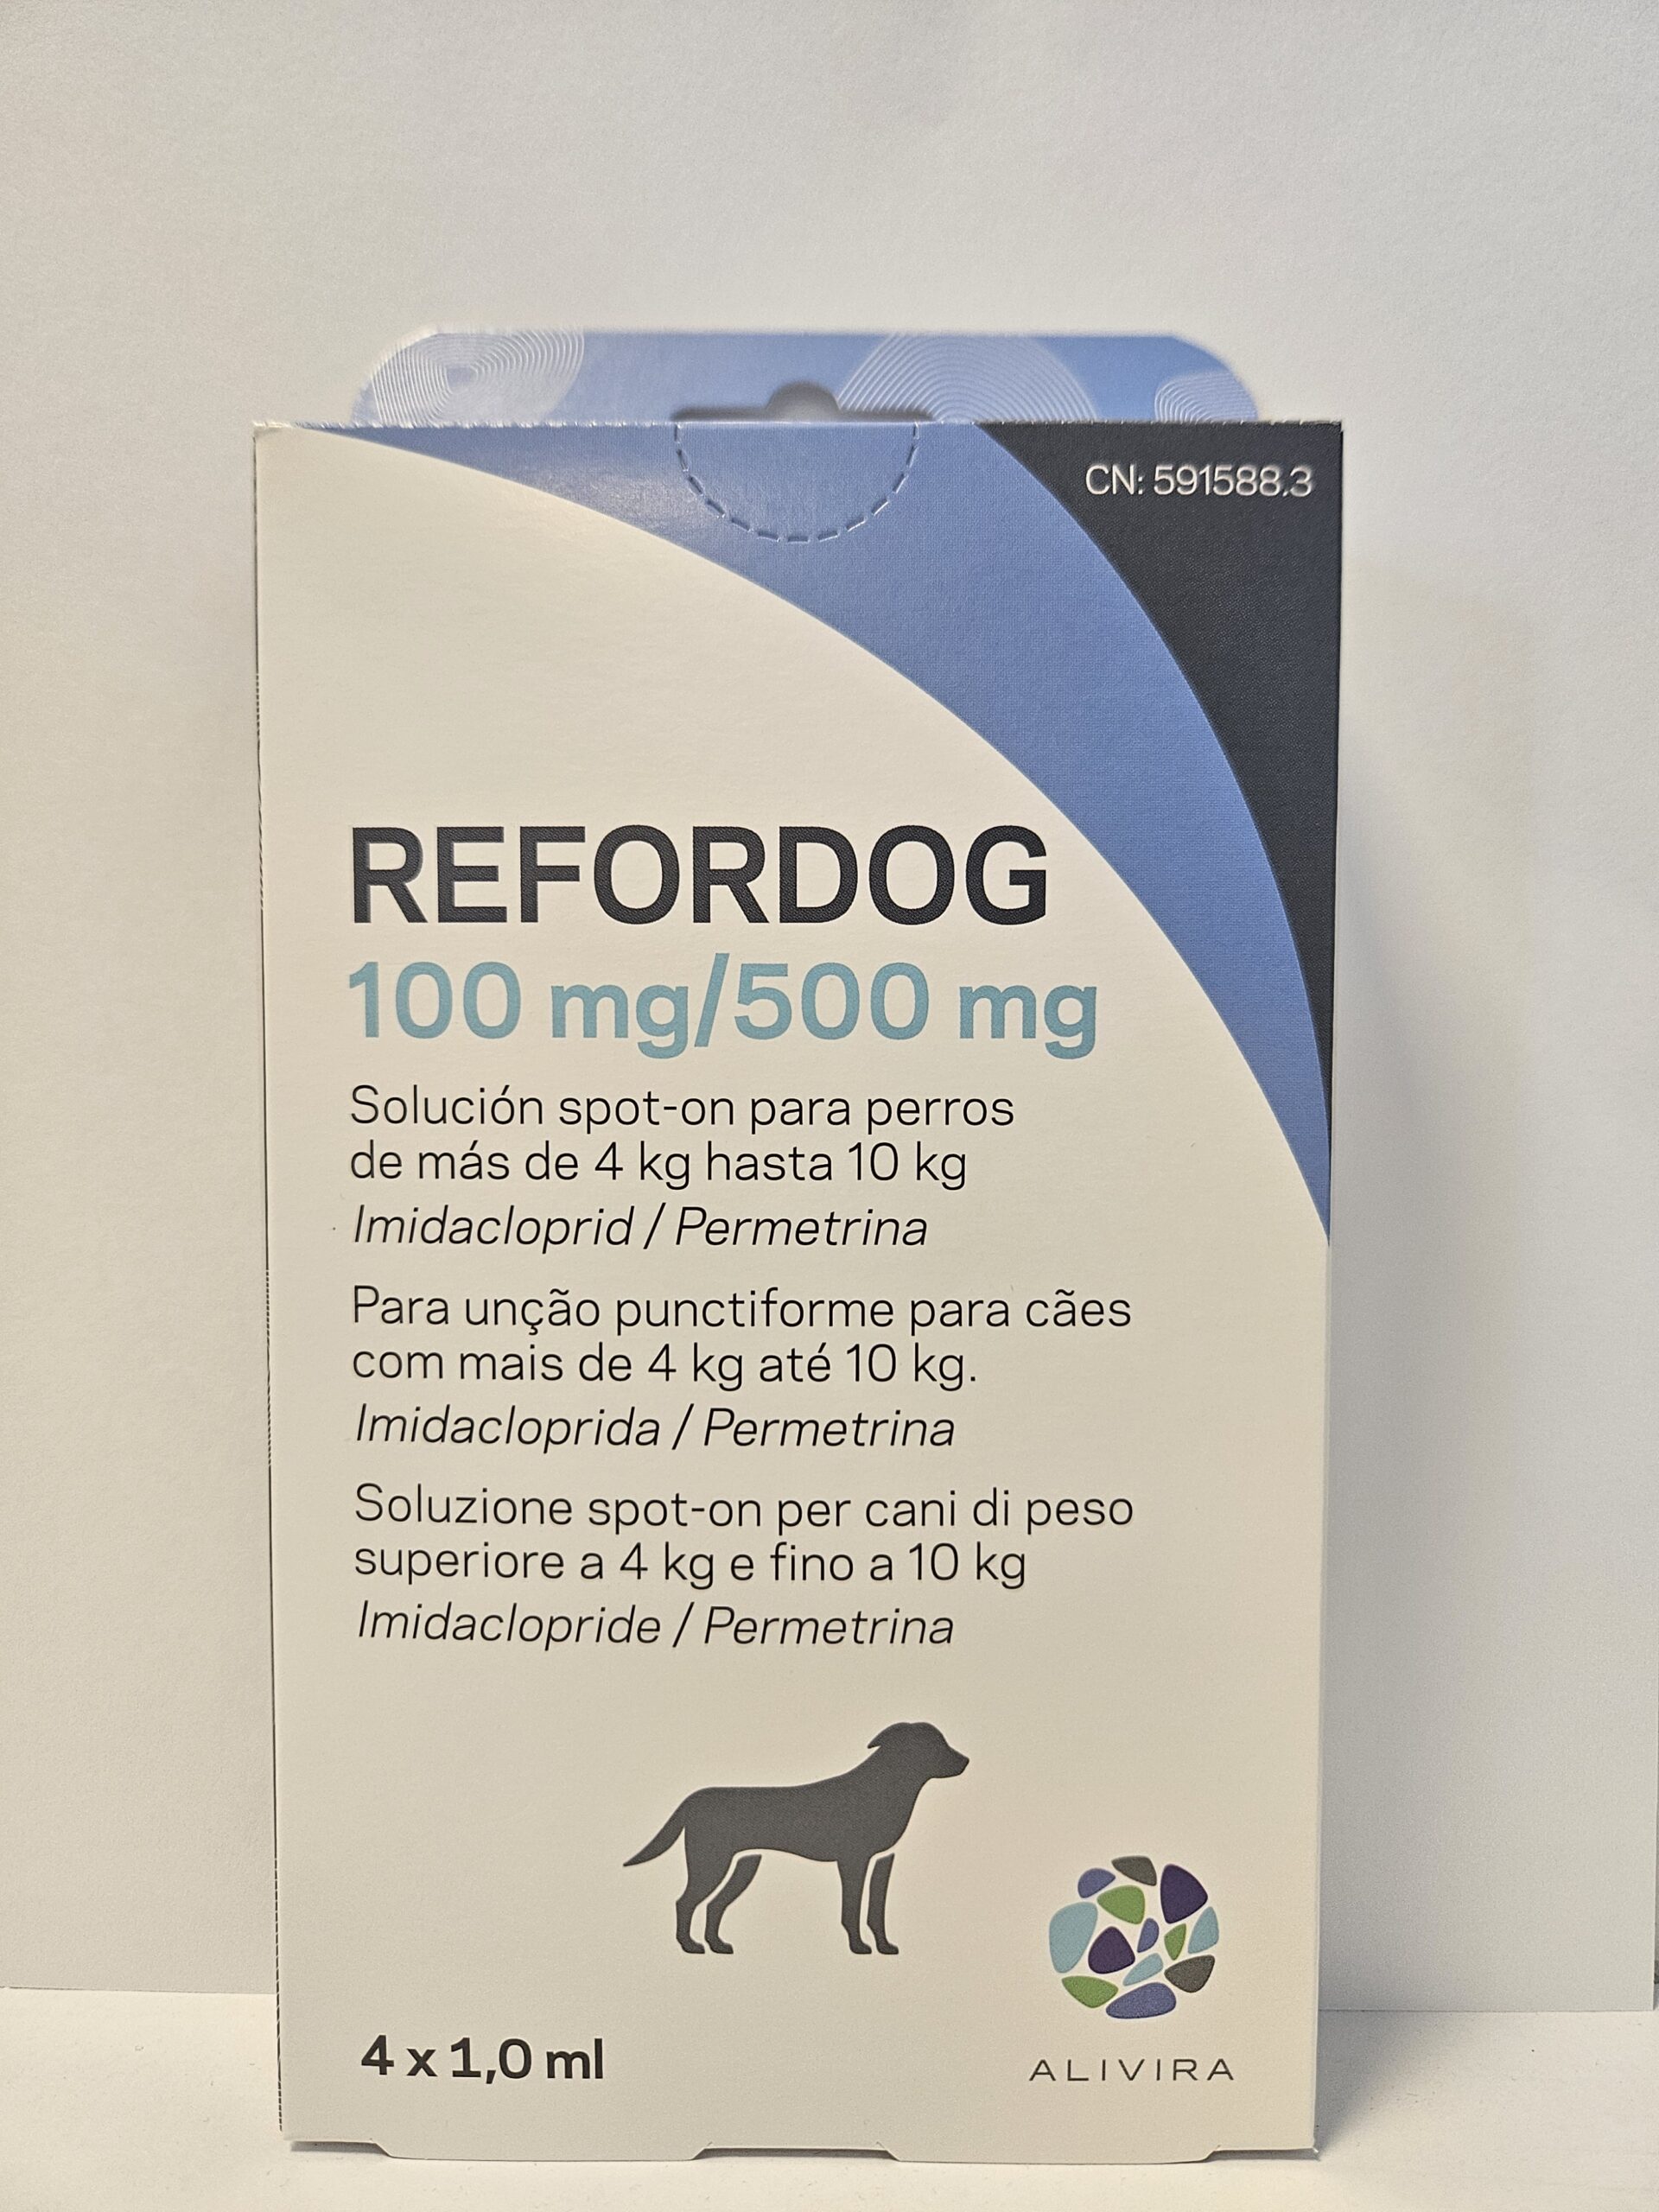 CN: 591588.3
REFORDOG
100 mg/500 mg
Solución spot-on para perros
de más de 4 kg hasta 10 kg
Imidacloprid / Permetrina
Para unção punctiforme para cães
com mais de 4 kg até 10 kg.
Imidacloprida / Permetrina
Soluzione spot-on per cani di peso
superiore a 4 kg e fino a 10 kg
Imidaclopride / Permetrina
4 x 1,0 ml
ALIVIRA